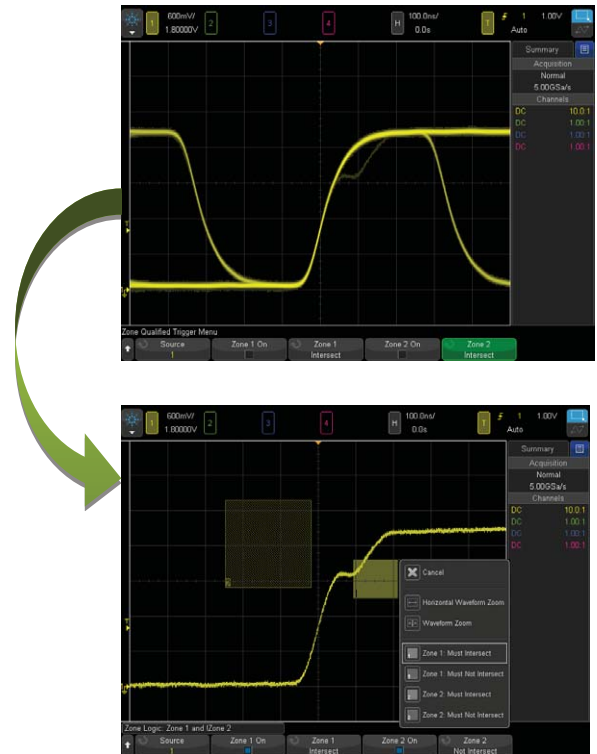 1 600mV/ 2 3 4 H 100.0ns/ T 1 1.00V
1.80000V 0.0s Auto
Summary
Acquisition
Normal
5.00GSa/s
Channels
DC 10.0:1
DC 1.00:1
DC 1.00:1
DC 1.00:1
T
Zone Qualified Trigger Menu
Source Zone 1 On Zone 1 Zone 2 On Zone 2
1 Intersect Intersect
1 600mV/ 2 3 4 H 100.0ns/ T 1 1.00V
1.80000V 0.0s Auto
Summary
Acquisition
Normal
5.00GSa/s
Channels
DC 10.0:1
DC 1.00:1
DC 1.00:1
DC 1.00:1
Cancel
Horizontal Waveform Zoom
Waveform Zoom
T
Zone 1: Must Intersect
Zone 1: Must Not Intersect
Zone 2: Must Intersect
Zone 2: Must Not Intersect
Zone Logic: Zone 1 and !Zone 2
Source Zone 1 On Zone 1 Zone 2 On Zone 2
1 Intersect Not Intersect